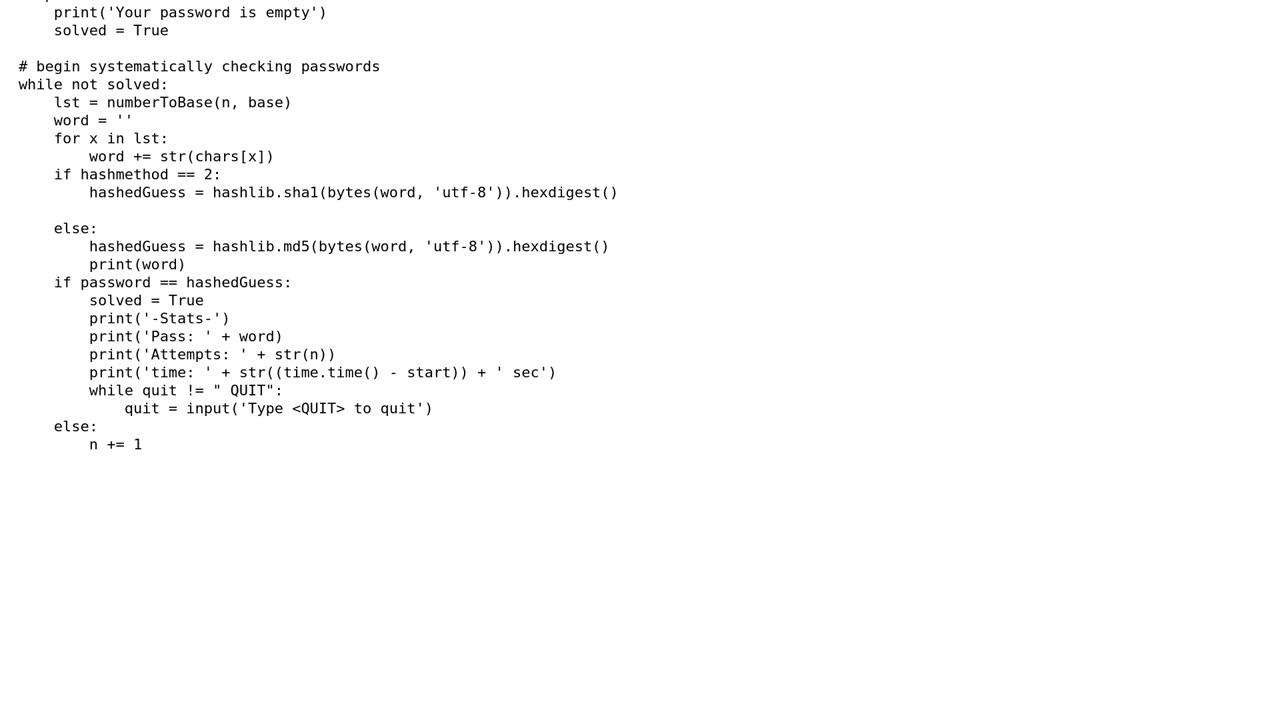 print('Your password is empty')
solved = True
# begin systematically checking passwords
while not solved:
lst = numberToBase(n, base)
word = ''
for x in lst:
word += str(chars[x])
if hashmethod == 2:
hashedGuess = hashlib.sha1(bytes(word, 'utf-8')).hexdigest()
else:
hashedGuess = hashlib.md5(bytes(word, 'utf-8')).hexdigest()
print(word)
if password == hashedGuess:
solved = True
print('-Stats-')
print('Pass: ' + word)
print('Attempts: ' + str(n))
print('time: ' + str((time.time() - start)) + ' sec')
while quit != " QUIT":
quit = input('Type <QUIT> to quit')
else:
n += 1